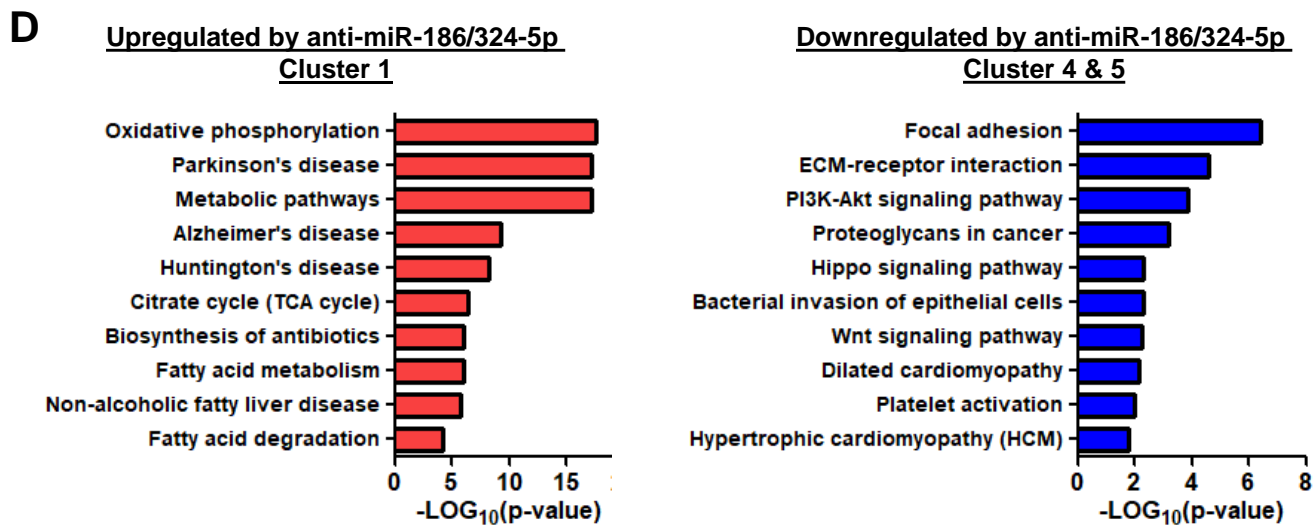 D
Upregulated by anti-miR-186/324-5p
Cluster 1
Oxidative phosphorylation
Parkinson's disease
Metabolic pathways
Alzheimer's disease
Huntington's disease
Citrate cycle (TCA cycle)
Biosynthesis of antibiotics
Fatty acid metabolism
Non-alcoholic fatty liver disease
Fatty acid degradation
0 5 10 15
-LOG10(p-value)
Downregulated by anti-miR-186/324-5p
Cluster 4 & 5
Focal adhesion
ECM-receptor interaction
PI3K-Akt signaling pathway
Proteoglycans in cancer
Hippo signaling pathway
Bacterial invasion of epithelial cells
Wnt signaling pathway
Dilated cardiomyopathy
Platelet activation
Hypertrophic cardiomyopathy (HCM)
0 2 4 6 8
-LOG10(p-value)